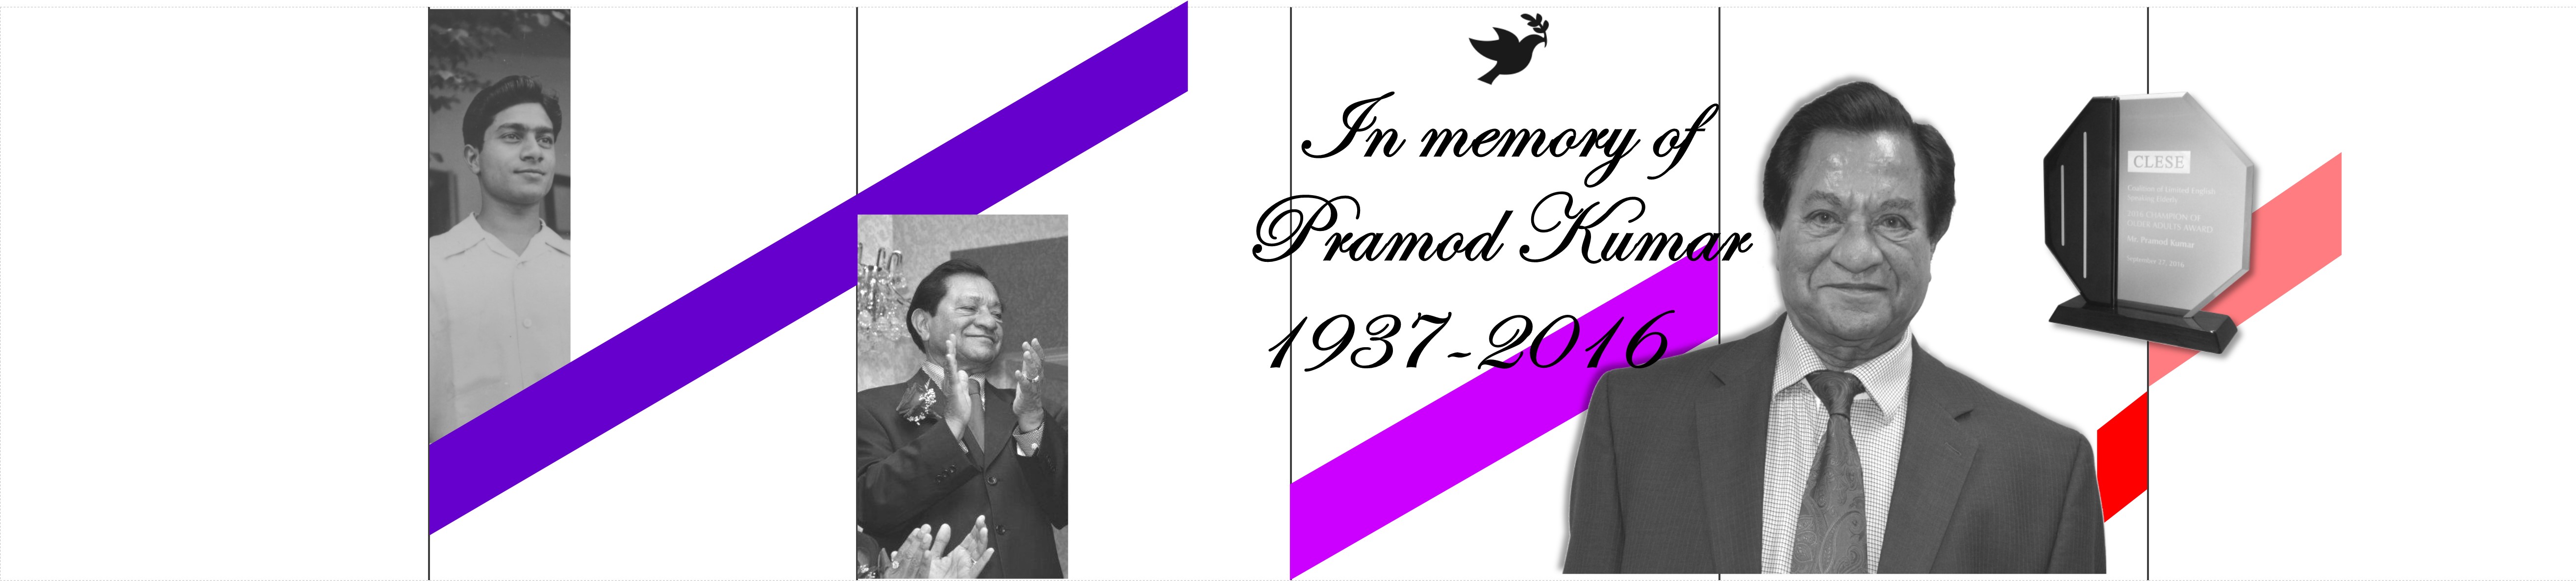 In memory of
Pramod Kumar
1937-2016
CLESE
Coalition of Limited English
Speaking Elderly
2016 CHAMPION OF
OLDER ADULTS AWARD
Mr. Pramod Kumar
September 27, 2016